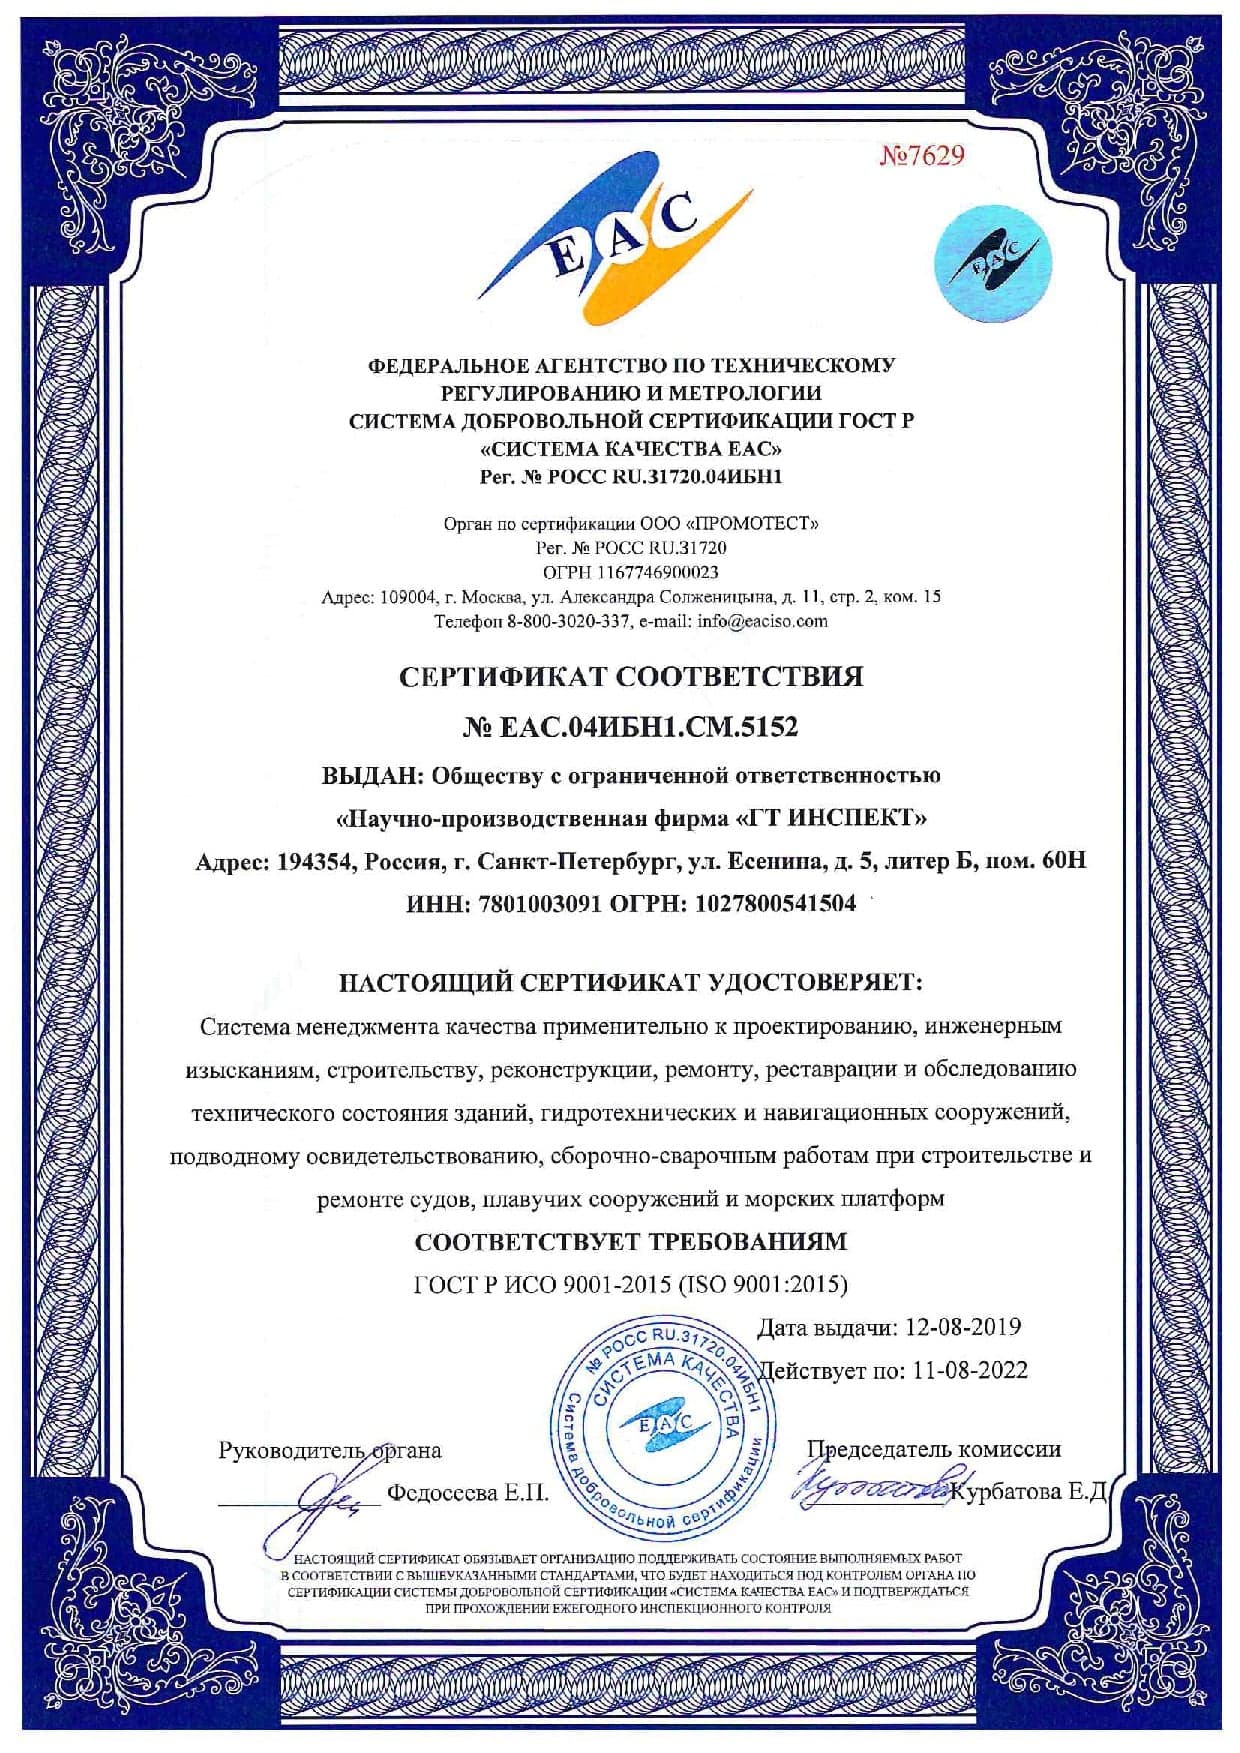 №7629
ЕАС
ЕАС
ФЕДЕРАЛЬНОЕ АГЕНТСТВО ПО ТЕХНИЧЕСКОМУ
РЕГУЛИРОВАНИЮ И МЕТРОЛОГИИ
СИСТЕМА ДОБРОВОЛЬНОЙ СЕРТИФИКАЦИИ ГОСТ Р
«СИСТЕМА КАЧЕСТВА ЕАС»
Рег. № РОСС RU.31720.04ИБН1
Орган по сертификации ООО «ПРОМОТЕСТ»
Рег. № РОСС RU.31720
ОГРН 1167746900023
Адрес: 109004, г. Москва, ул. Александра Солженицына, д. 11, стр. 2, ком. 15
Телефон 8-800-3020-337, e-mail: info@eaciso.com
СЕРТИФИКАТ СООТВЕТСТВИЯ
№ ЕАС.04ИБН1.СМ.5152
ВЫДАН: Обществу с ограниченной ответственностью
«Научно-производственная фирма «ГТ ИНСПЕКТ»
Адрес: 194354, Россия, г. Санкт-Петербург, ул. Есенина, д. 5, литер Б, пом. 60Н
ИНН: 7801003091 ОГРН: 1027800541504
НАСТОЯЩИЙ СЕРТИФИКАТ УДОСТОВЕРЯЕТ:
Система менеджмента качества применительно к проектированию, инженерным
изысканиям, строительству, реконструкции, ремонту, реставрации и обследованию
технического состояния зданий, гидротехнических и навигационных сооружений,
подводному освидетельствованию, сборочно-сварочным работам при строительстве и
ремонте судов, плавучих сооружений и морских платформ
СООТВЕТСТВУЕТ ТРЕБОВАНИЯМ
ГОСТ Р ИСО 9001-2015 (ISO 9001:2015)
Дата выдачи: 12-08-2019
Действует по: 11-08-2022
№ РОСС RU.31720.04ИБН1
СИСТЕМА КАЧЕСТВА
ЕАС
Система добровольной сертификации
Руководитель органа
Председатель комиссии
Федосеева Е.П.
Курбатова Е.Д.
НАСТОЯЩИЙ СЕРТИФИКАТ ОБЯЗЫВАЕТ ОРГАНИЗАЦИЮ ПОДДЕРЖИВАТЬ СОСТОЯНИЕ ВЫПОЛНЯЕМЫХ РАБОТ
В СООТВЕТСТВИИ С ВЫШЕУКАЗАННЫМИ СТАНДАРТАМИ, ЧТО БУДЕТ НАХОДИТЬСЯ ПОД КОНТРОЛЕМ ОРГАНА ПО
СЕРТИФИКАЦИИ СИСТЕМЫ ДОБРОВОЛЬНОЙ СЕРТИФИКАЦИИ «СИСТЕМА КАЧЕСТВА ЕАС» И ПОДТВЕРЖДАТЬСЯ
ПРИ ПРОХОЖДЕНИИ ЕЖЕГОДНОГО ИНСПЕКЦИОННОГО КОНТРОЛЯ